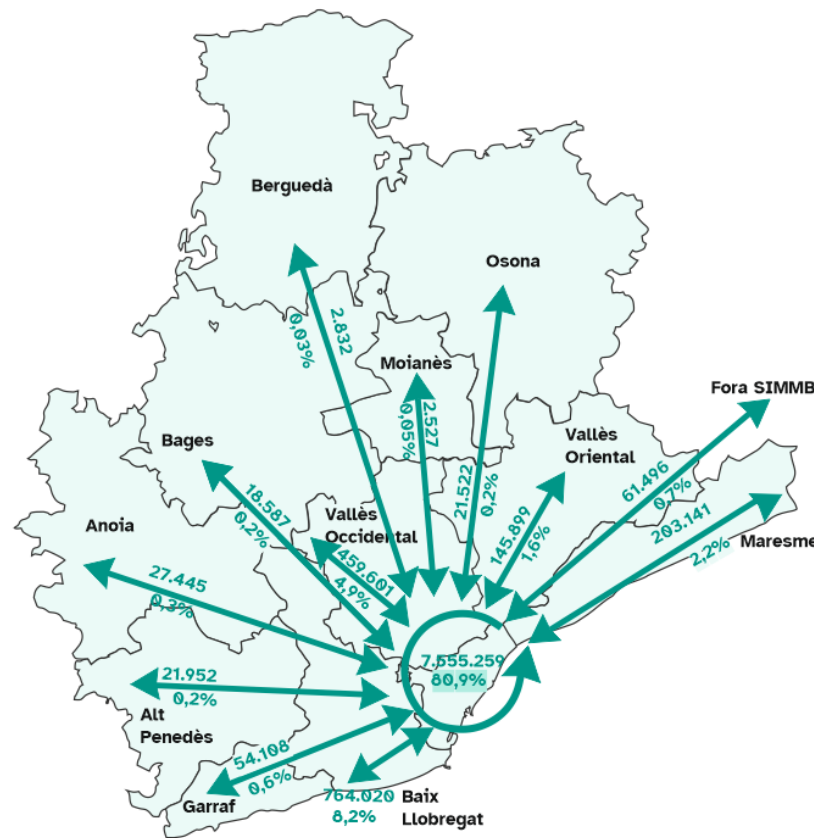 Berguedà
Osona
2.832
0,03%
Moianès
Fora SIMMB
2.527
0,05%
Vallès
Oriental
Bages
61.496
0,7%
18.587
0,2%
21.522
0,2%
Vallès
Occidental
145.899
1,6%
203.141
2,2%
Maresme
Anoia
459.601
4,9%
27.445
0,3%
7.555.259
80,9%
21.952
0,2%
Alt
Penedès
54.108
0,6%
Garraf
764.020
8,2%
Baix
Llobregat